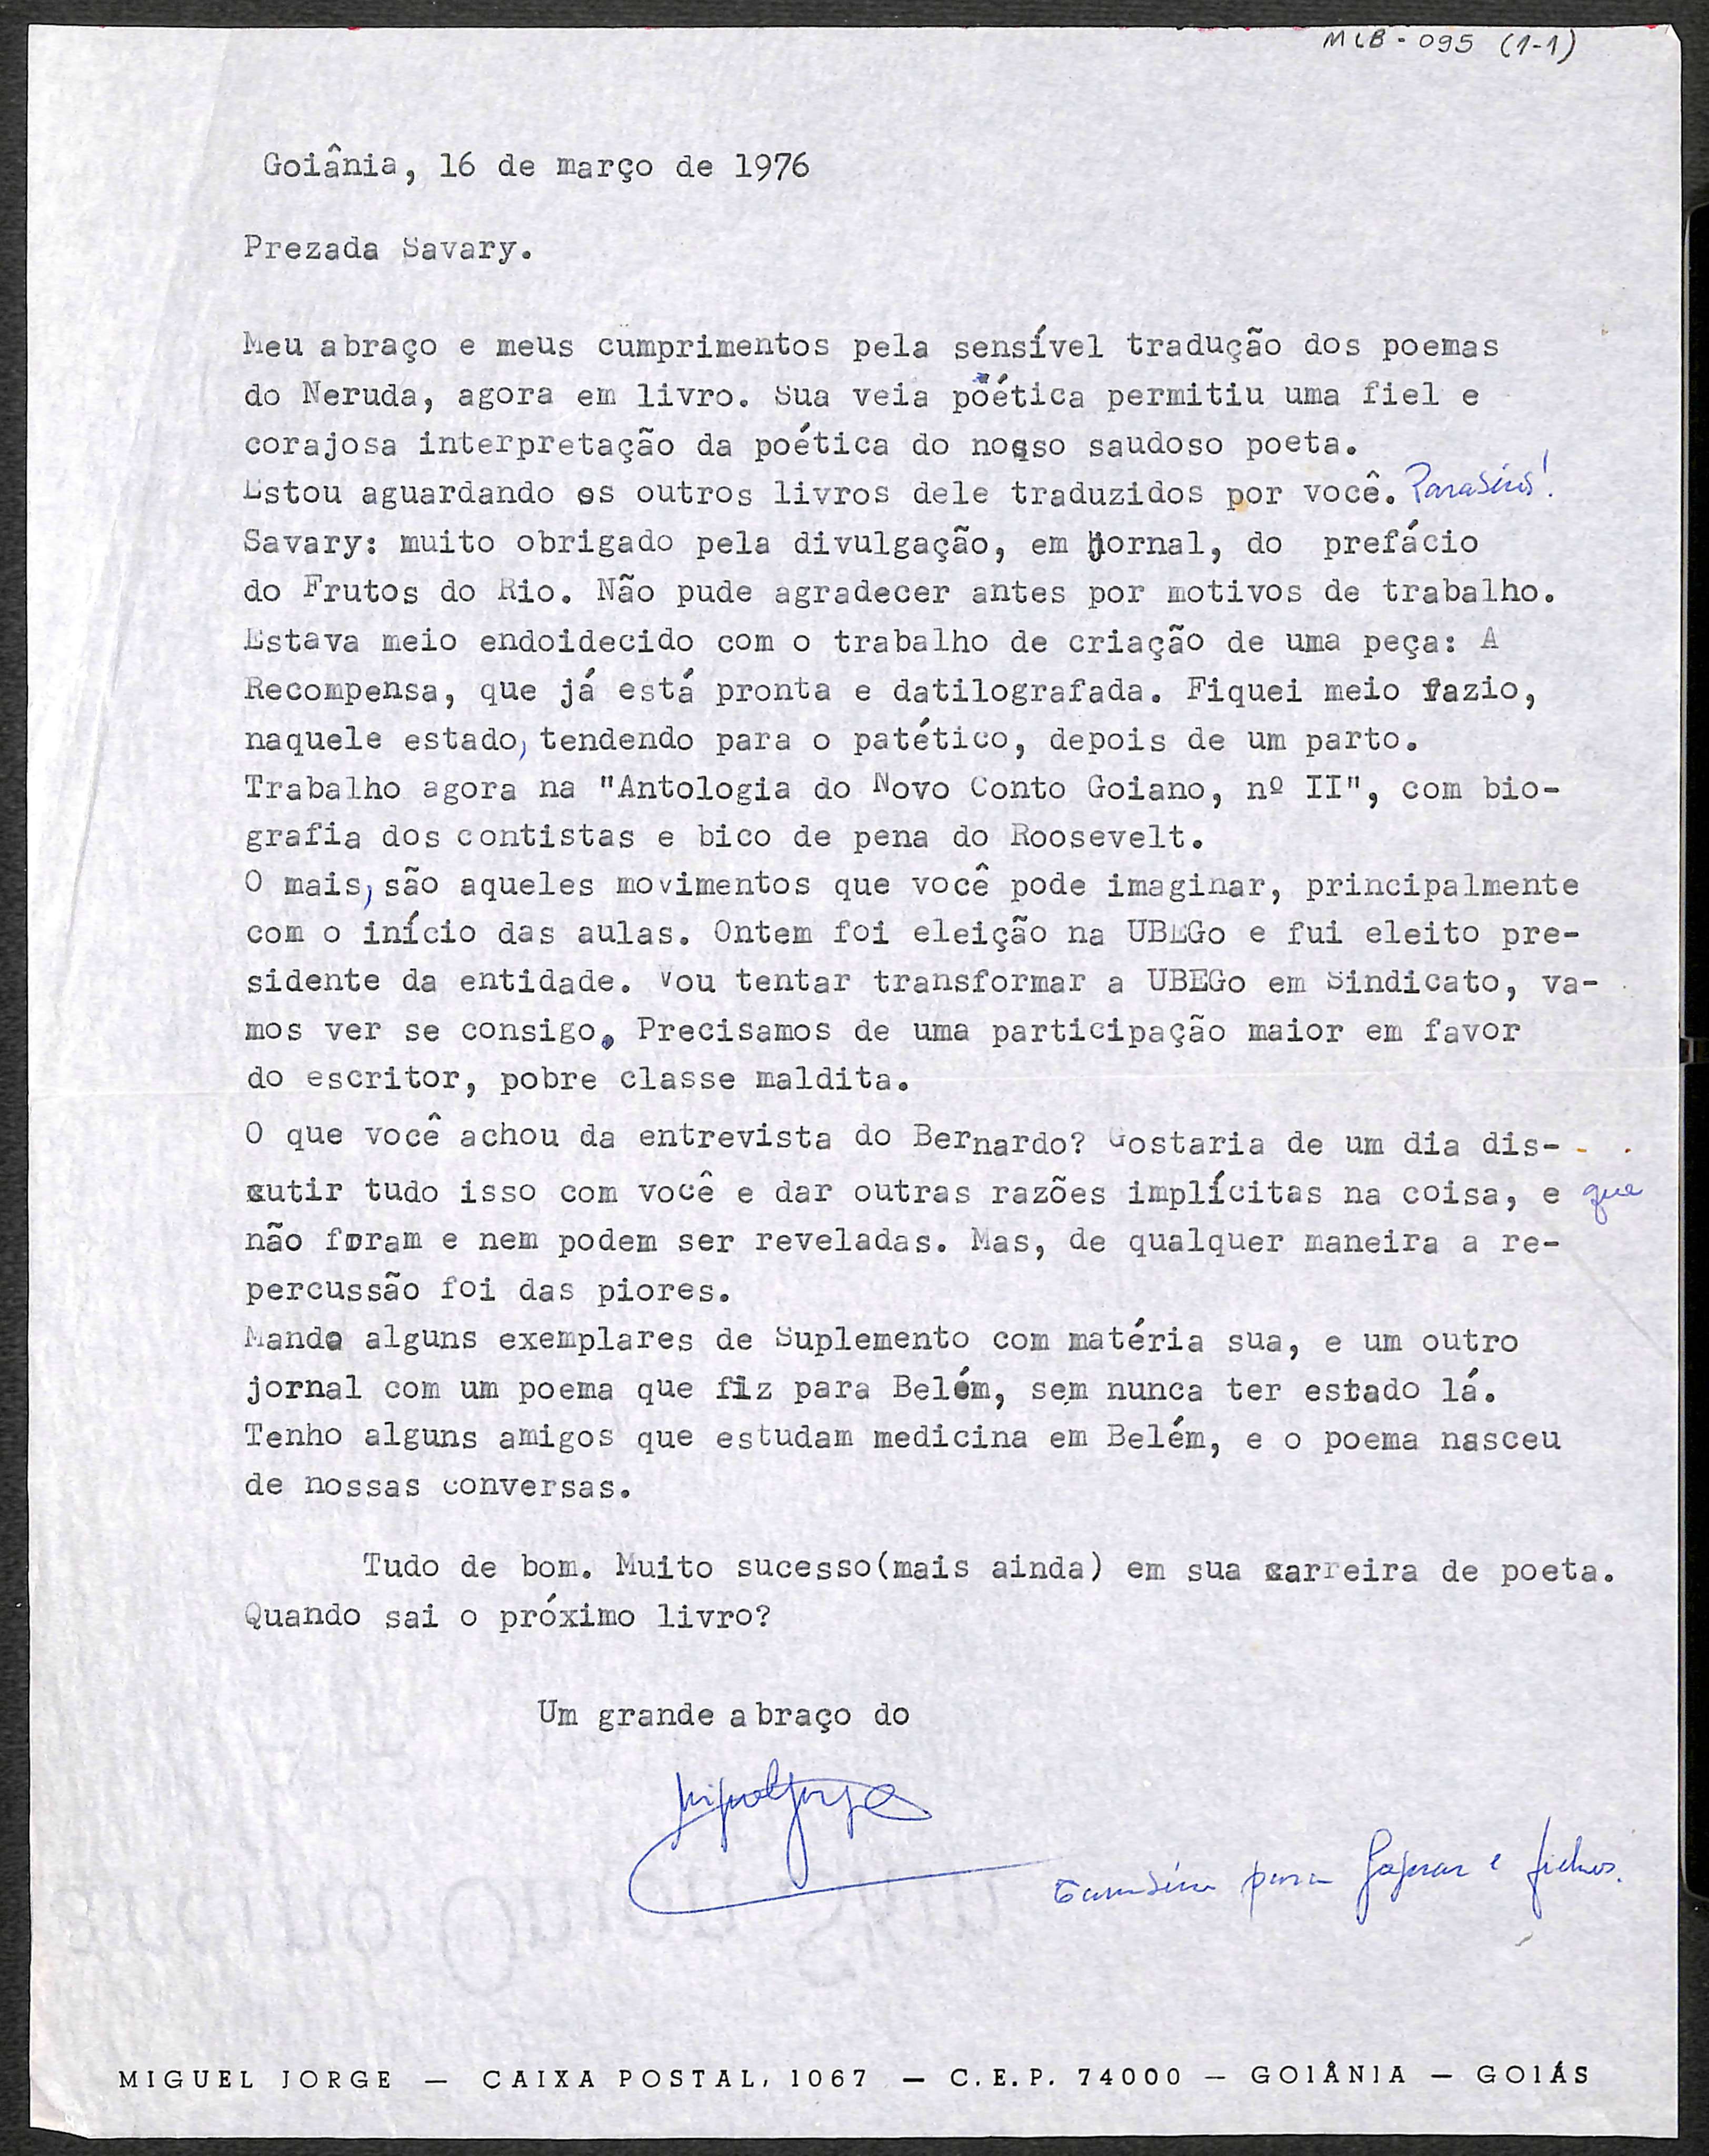 MLB - 095 (1-1)
Goiânia, 16 de março de 1976
Prezada Savary.
Meu abraço e meus cumprimentos pela sensível tradução dos poemas
do Neruda, agora em livro. Sua veia poética permitiu uma fiel e
corajosa interpretação da poética do nosso saudoso poeta.
Estou aguardando os outros livros dele traduzidos por você. Parabéns!
Savary: muito obrigado pela divulgação, em jornal, do prefácio
do Frutos do Rio. Não pude agradecer antes por motivos de trabalho.
Estava meio endoidecido com o trabalho de criação de uma peça: A
Recompensa, que já está pronta e datilografada. Fiquei meio vazio,
naquele estado, tendendo para o patético, depois de um parto.
Trabalho agora na "Antologia do Novo Conto Goiano, nº II", com bio-
grafia dos contistas e bico de pena do Roosevelt.
O mais, são aqueles movimentos que você pode imaginar, principalmente
com o início das aulas. Ontem foi eleição na UBEGo e fui eleito pre-
sidente da entidade. Vou tentar transformar a UBEGo em Sindicato, va-
mos ver se consigo. Precisamos de uma participação maior em favor
do escritor, pobre classe maldita.
O que você achou da entrevista do Bernardo? Gostaria de um dia dis-
cutir tudo isso com você e dar outras razões implícitas na coisa, e que
não foram e nem podem ser reveladas. Mas, de qualquer maneira a re-
percussão foi das piores.
Mando alguns exemplares de Suplemento com matéria sua, e um outro
jornal com um poema que fiz para Belém, sem nunca ter estado lá.
Tenho alguns amigos que estudam medicina em Belém, e o poema nasceu
de nossas conversas.
Tudo de bom. Muito sucesso(mais ainda) em sua carreira de poeta.
Quando sai o próximo livro?
Um grande abraço do
Miguel Jorge
também para Jaguar e filhos.
MIGUEL JORGE — CAIXA POSTAL, 1067 — C.E.P. 74000 — GOIÂNIA — GOIÁS